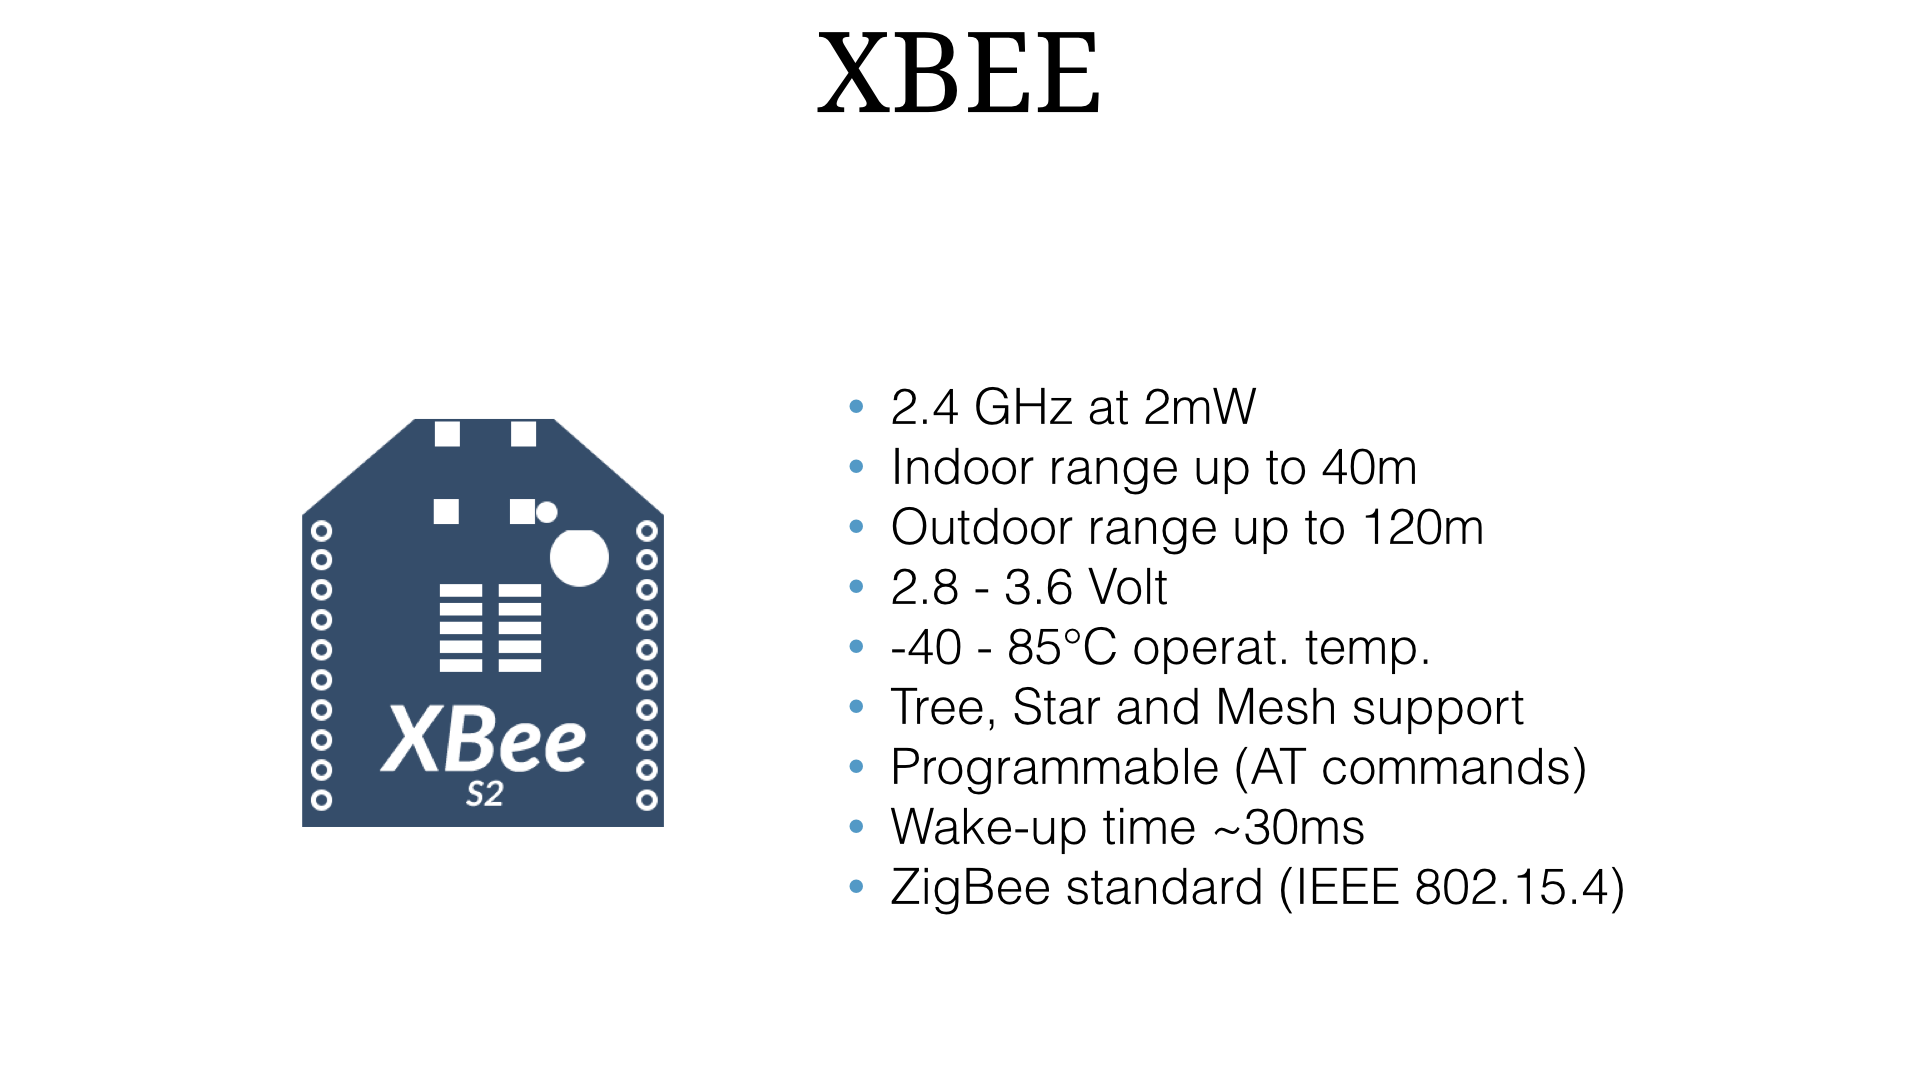 XBEE
XBee
S2
• 2.4 GHz at 2mW
• Indoor range up to 40m
• Outdoor range up to 120m
• 2.8 - 3.6 Volt
• -40 - 85°C operat. temp.
• Tree, Star and Mesh support
• Programmable (AT commands)
• Wake-up time ~30ms
• ZigBee standard (IEEE 802.15.4)